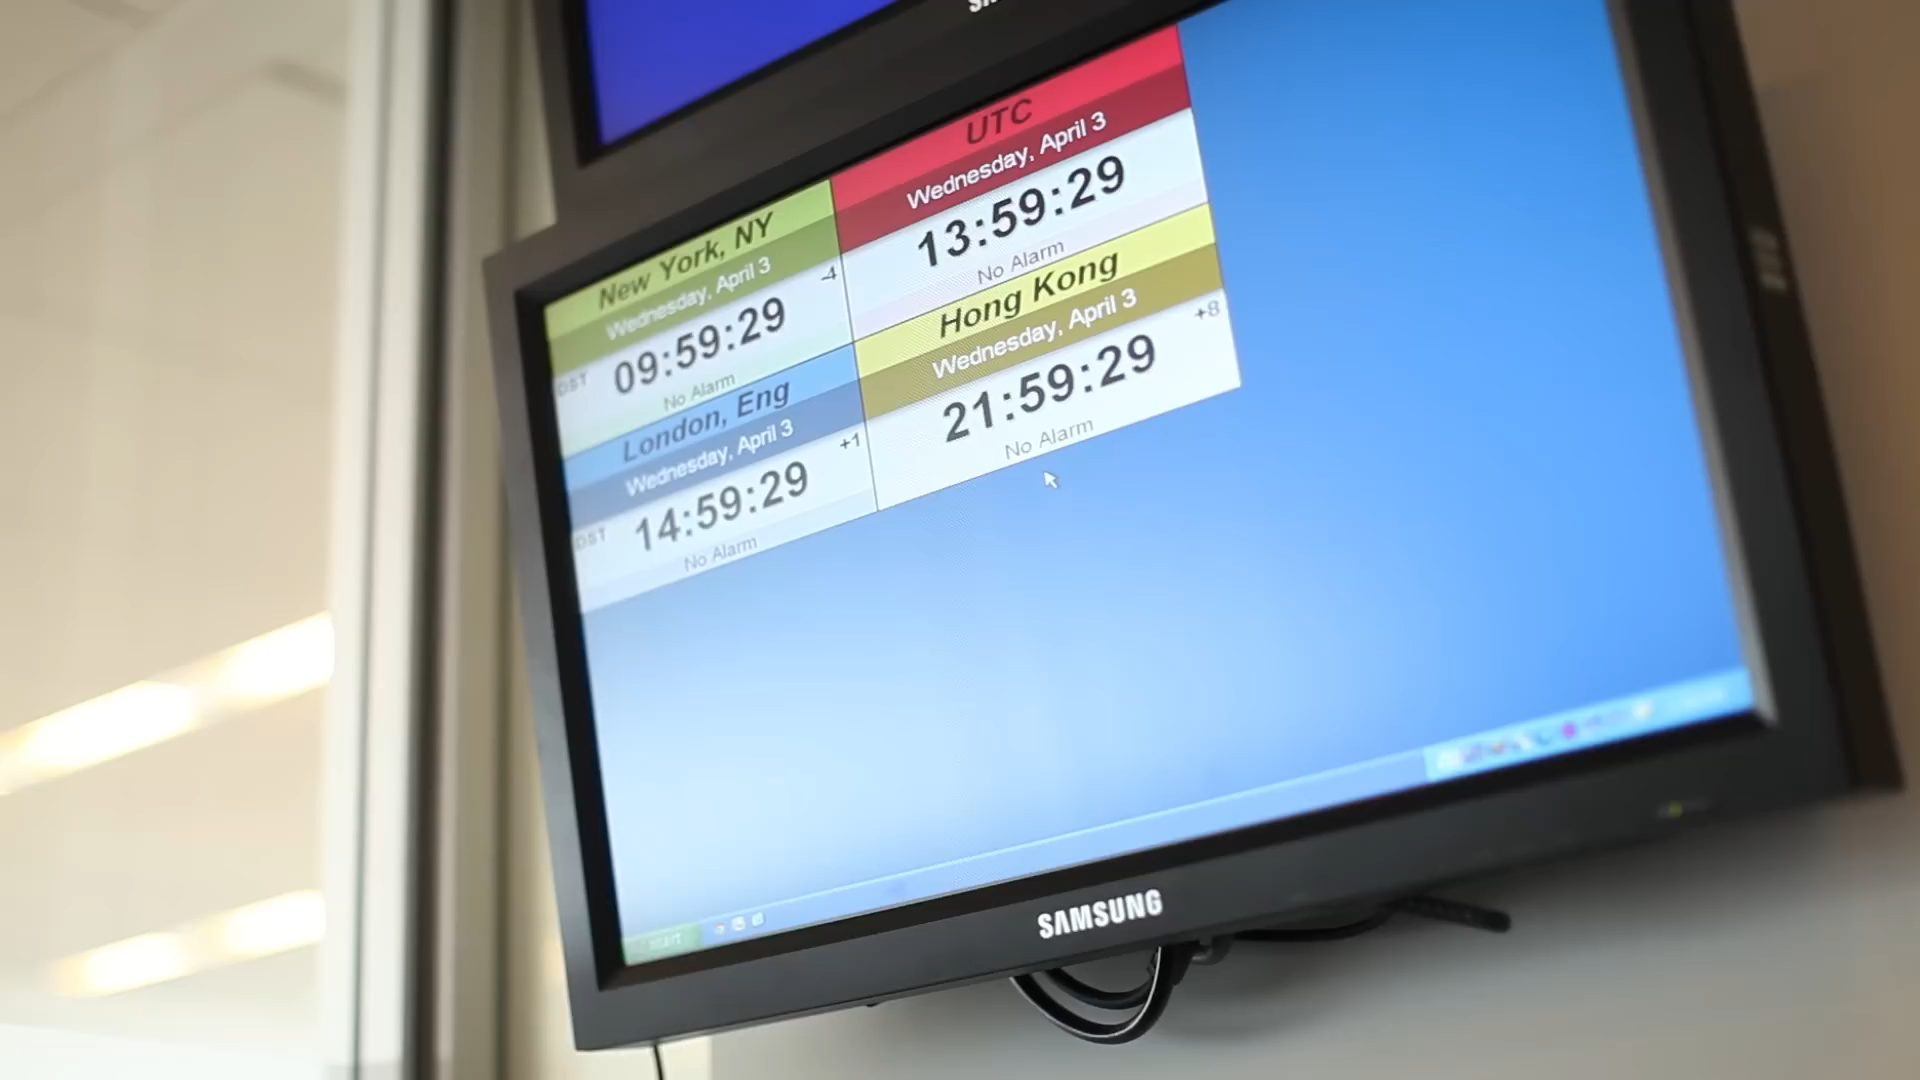 New York, NY
Wednesday, April 3
-4
DST
09:59:29
No Alarm
UTC
Wednesday, April 3
13:59:29
No Alarm
London, Eng
Wednesday, April 3
+1
DST
14:59:29
No Alarm
Hong Kong
Wednesday, April 3
+8
21:59:29
No Alarm
SAMSUNG